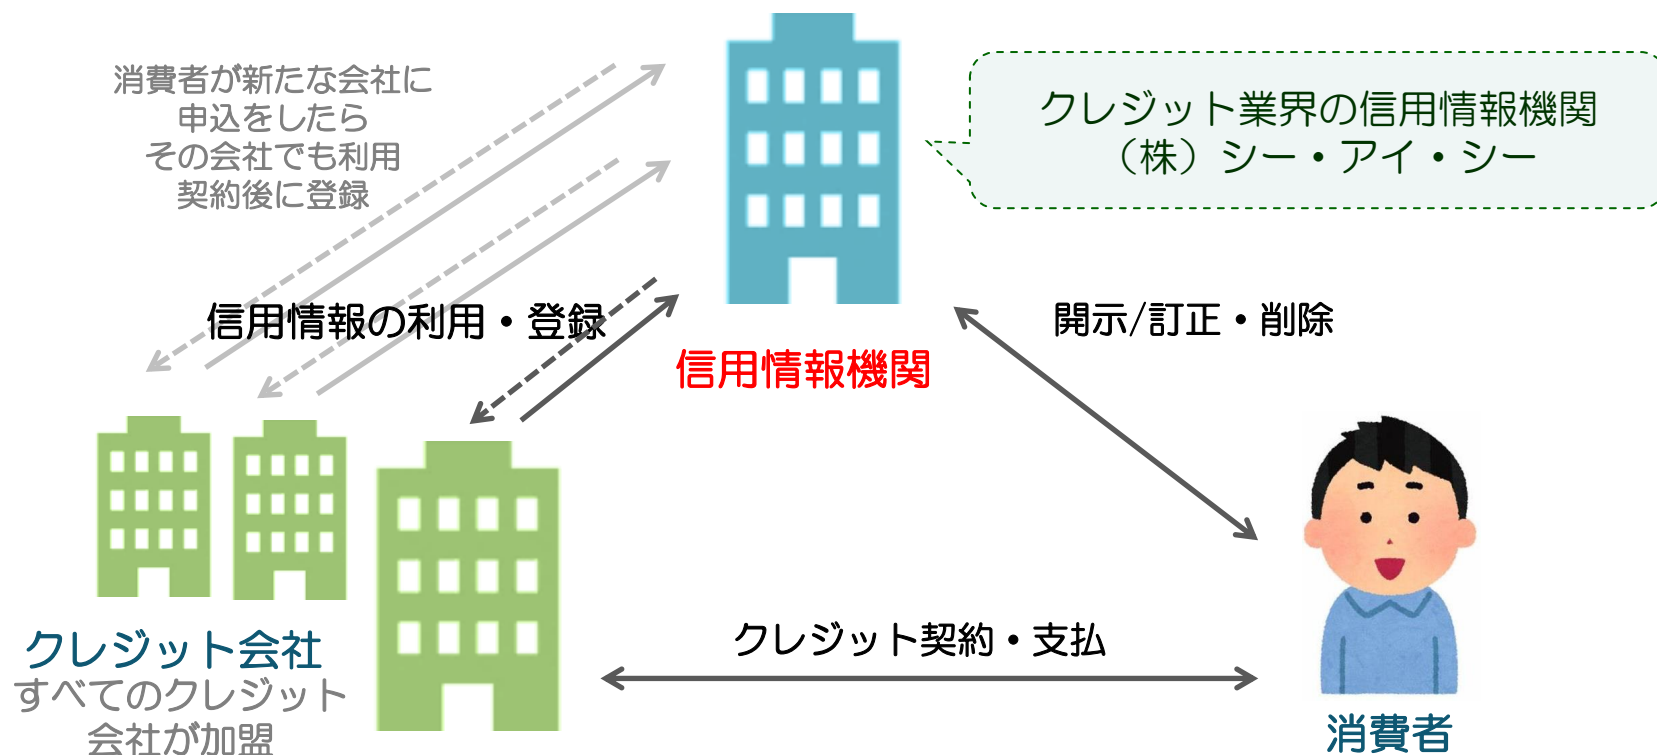 消費者が新たな会社に
申込をしたら
その会社でも利用
契約後に登録
クレジット業界の信用情報機関
（株）シー・アイ・シー
信用情報の利用・登録
開示/訂正・削除
信用情報機関
クレジット契約・支払
クレジット会社
すべてのクレジット
会社が加盟
消費者